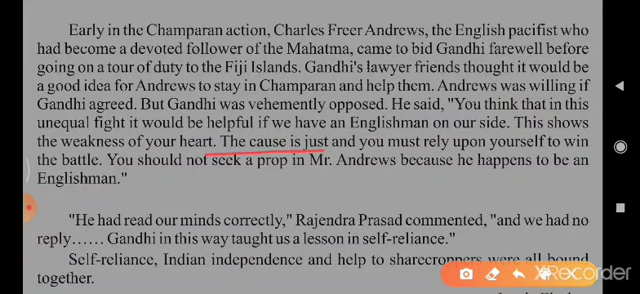 Early in the Champaran action, Charles Freer Andrews, the English pacifist who
had become a devoted follower of the Mahatma, came to bid Gandhi farewell before
going on a tour of duty to the Fiji Islands. Gandhi's lawyer friends thought it would be
a good idea for Andrews to stay in Champaran and help them. Andrews was willing if
Gandhi agreed. But Gandhi was vehemently opposed. He said, "You think that in this
unequal fight it would be helpful if we have an Englishman on our side. This shows
the weakness of your heart. The cause is just and you must rely upon yourself to win
the battle. You should not seek a prop in Mr. Andrews because he happens to be an
Englishman."
"He had read our minds correctly," Rajendra Prasad commented, "and we had no
reply...... Gandhi in this way taught us a lesson in self-reliance."
Self-reliance, Indian independence and help to sharecroppers were all bound
together.
XRecorder